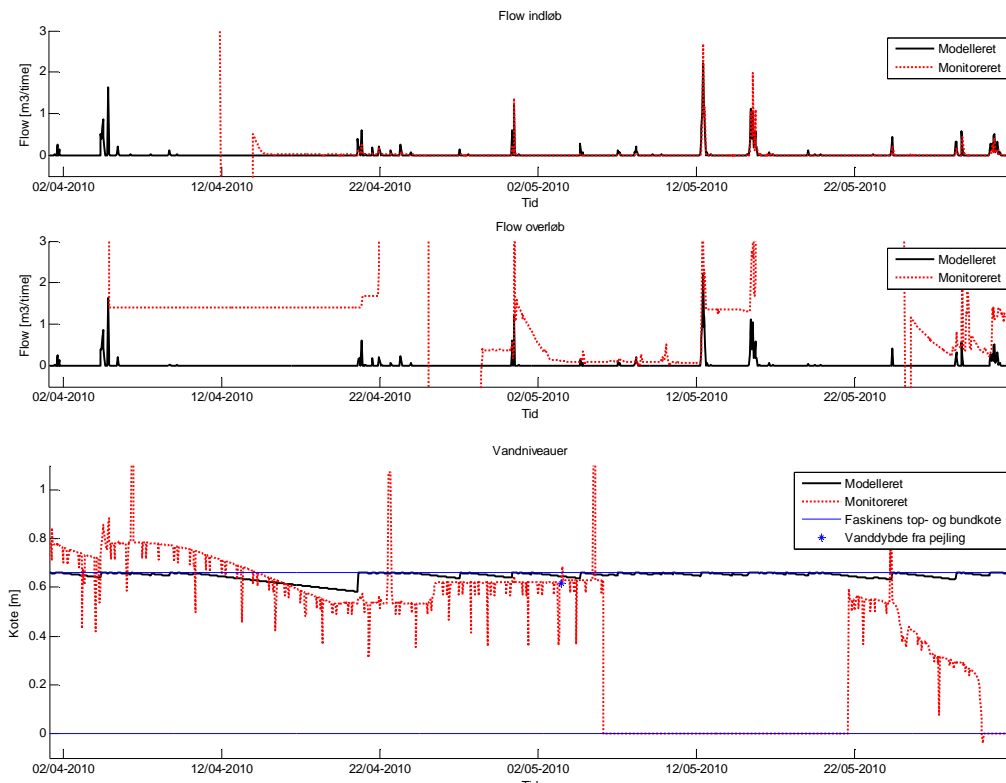 Flow indløb
Flow [m3/time]
3
2
1
0
Modelleret
Monitoreret
02/04-2010 12/04-2010 22/04-2010 02/05-2010 12/05-2010 22/05-2010
Tid
Flow overløb
Flow [m3/time]
3
2
1
0
Modelleret
Monitoreret
02/04-2010 12/04-2010 22/04-2010 02/05-2010 12/05-2010 22/05-2010
Tid
Vandniveauer
Kote [m]
1
0.8
0.6
0.4
0.2
0
Modelleret
Monitoreret
Faskinens top- og bundkote
Vanddybde fra pejling
02/04-2010 12/04-2010 22/04-2010 02/05-2010 12/05-2010 22/05-2010
Tid